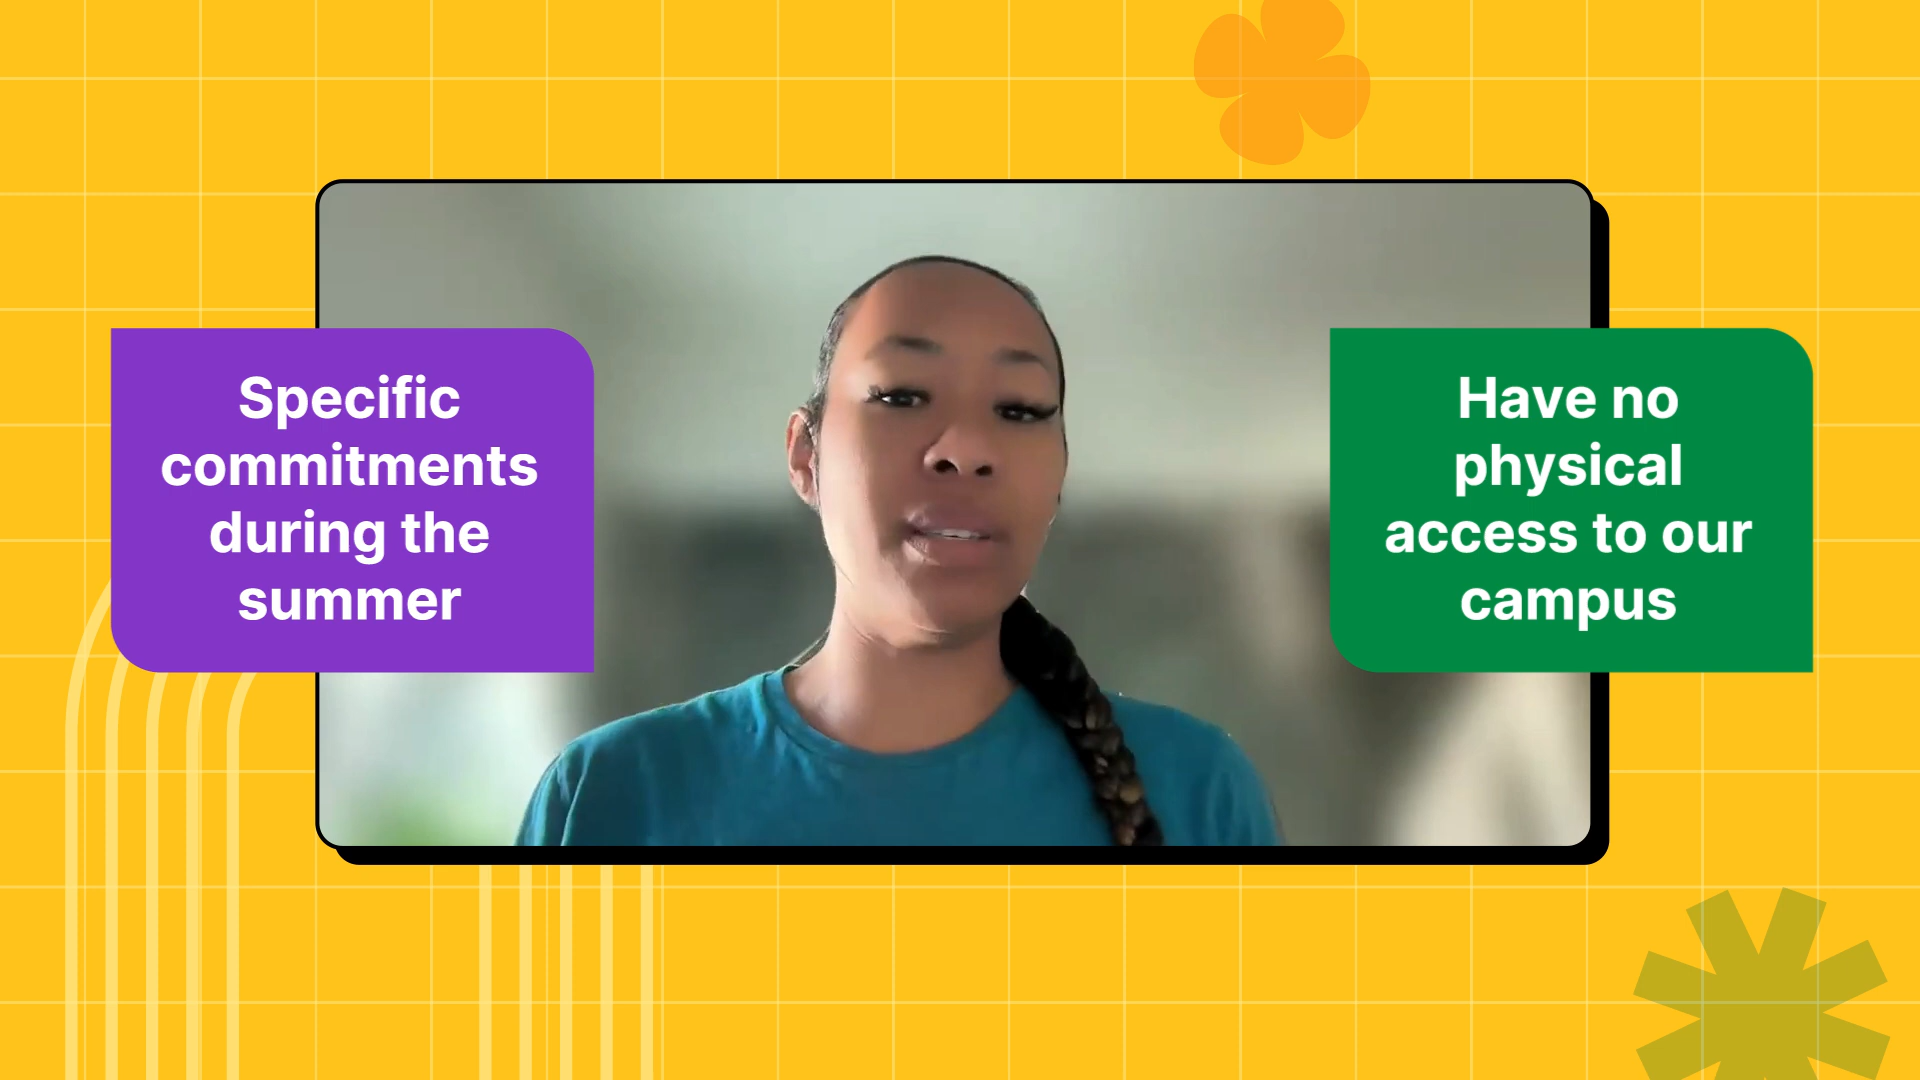 Specific
commitments
during the
summer
Have no
physical
access to our
campus